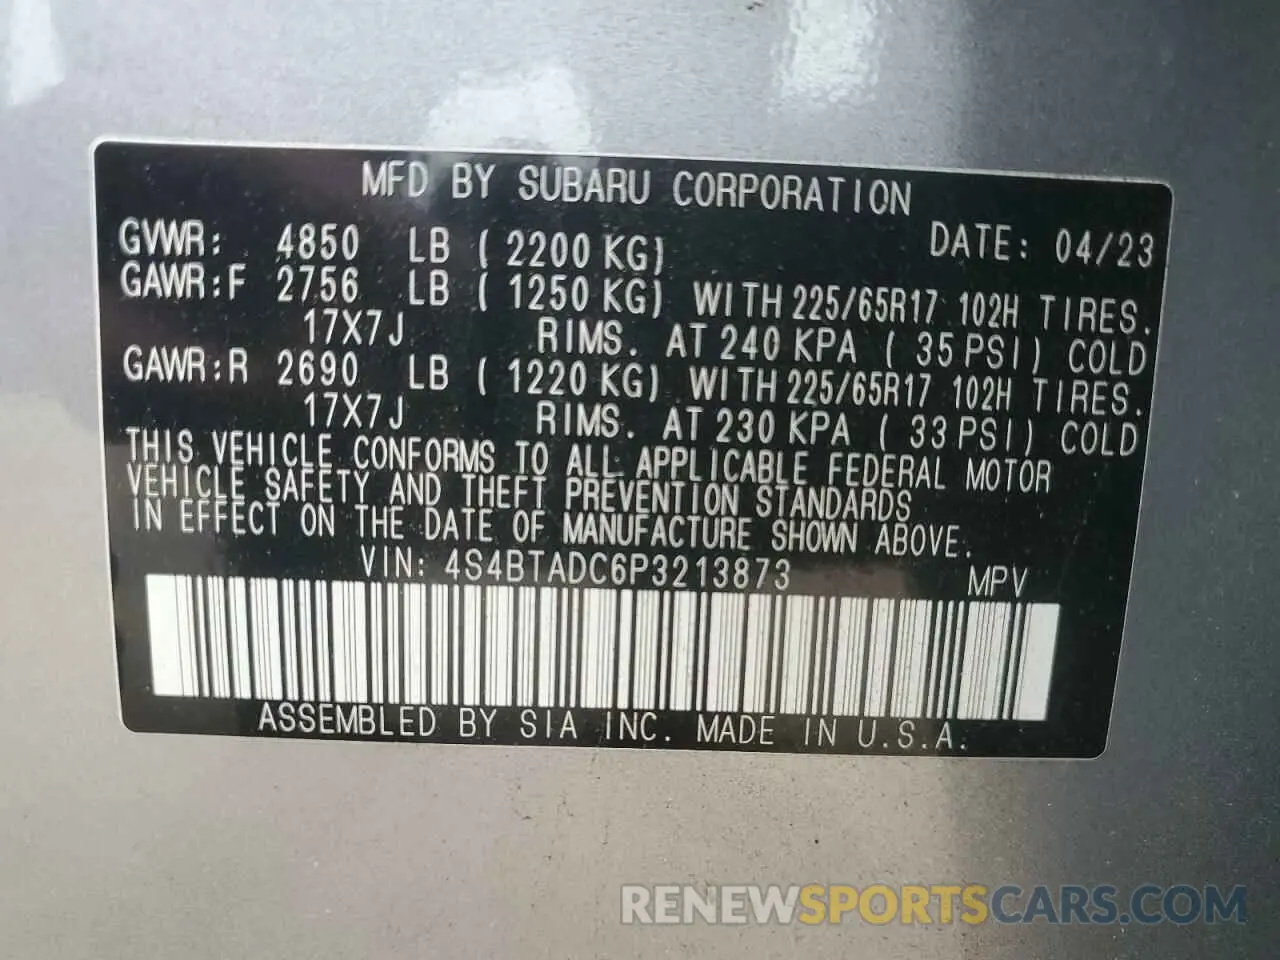 MFD BY SUBARU CORPORATION
GVWR: 4850 LB (2200 KG) DATE: 04/23
GAWR:F 2756 LB (1250 KG) WITH 225/65R17 102H TIRES.
17X7J RIMS. AT 240 KPA (35 PSI) COLD
GAWR:R 2690 LB (1220 KG) WITH 225/65R17 102H TIRES.
17X7J RIMS. AT 230 KPA (33 PSI) COLD
THIS VEHICLE CONFORMS TO ALL APPLICABLE FEDERAL MOTOR
VEHICLE SAFETY AND THEFT PREVENTION STANDARDS
IN EFFECT ON THE DATE OF MANUFACTURE SHOWN ABOVE.
VIN: 4S4BTADC6P3213873 MPV
ASSEMBLED BY SIA INC. MADE IN U.S.A.
RENEWSPORTSCARS.COM